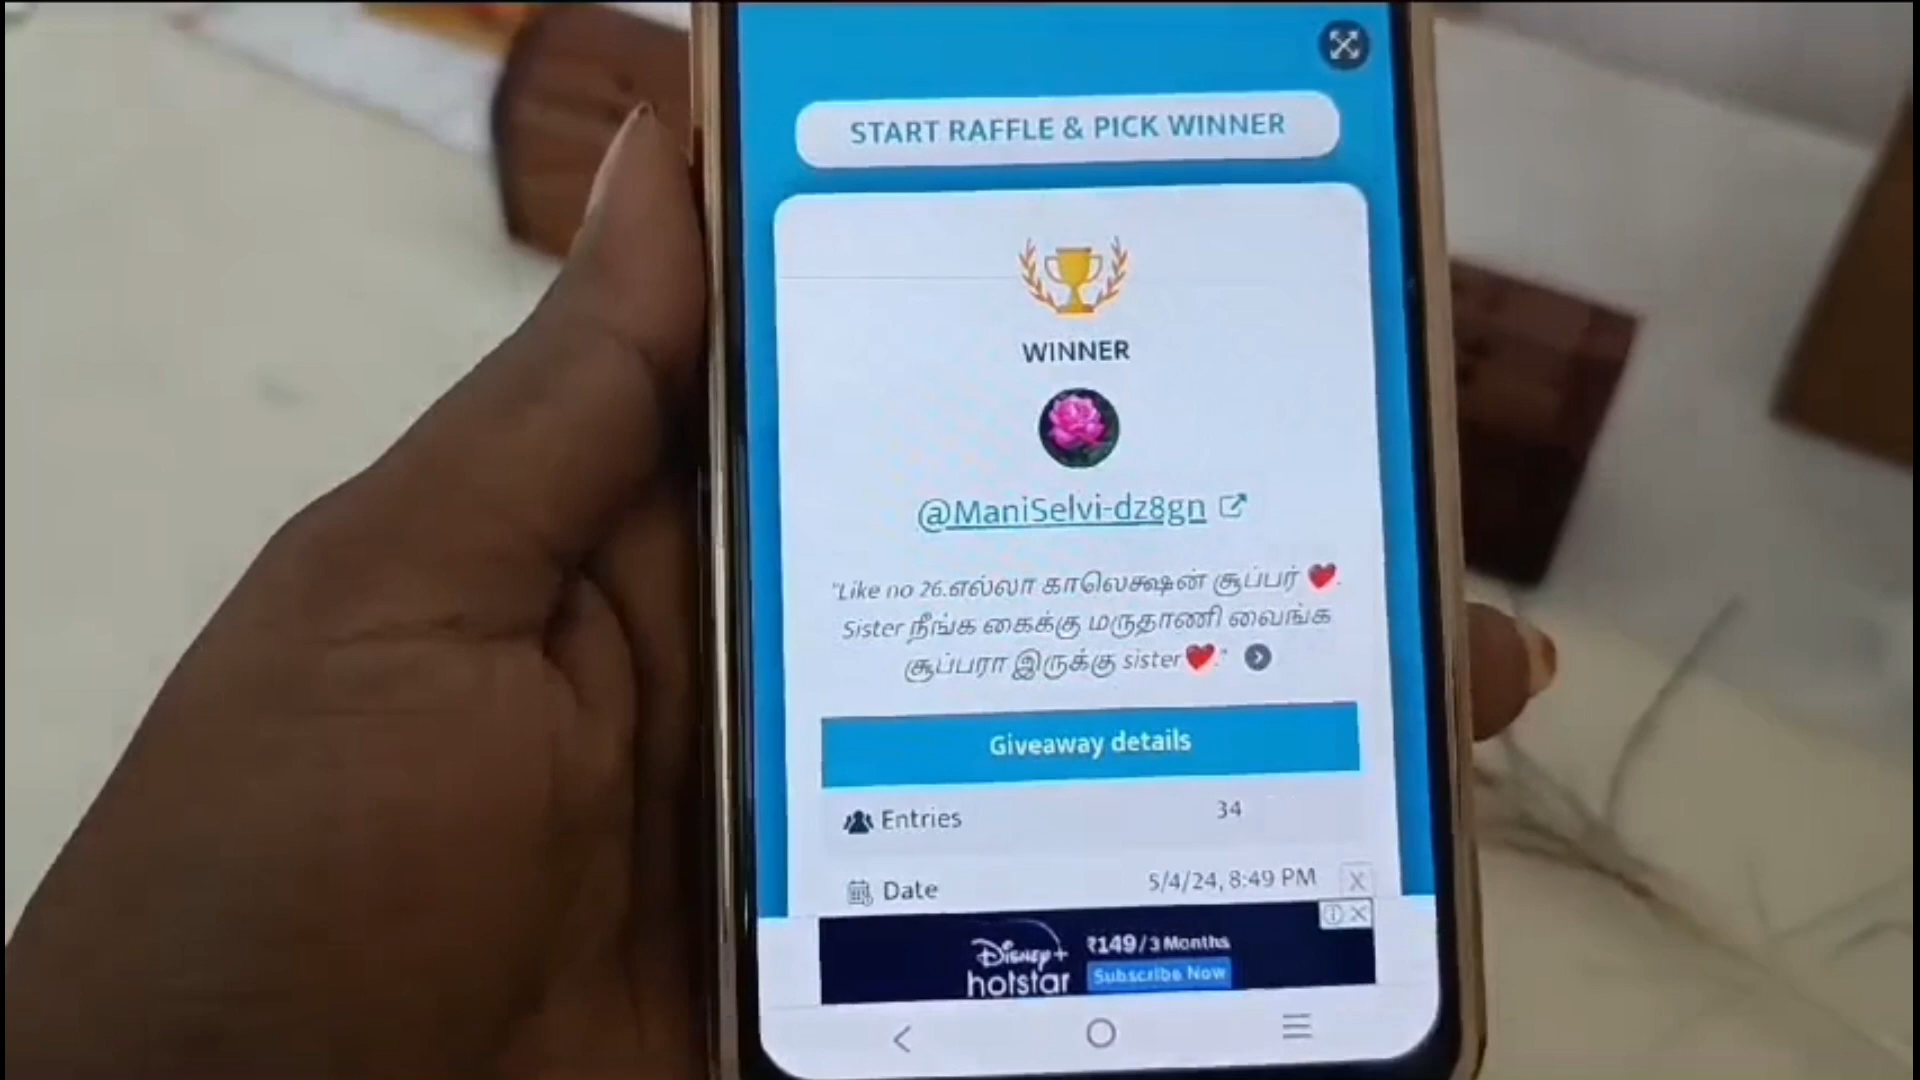 START RAFFLE & PICK WINNER
WINNER
@ManiSelvi-dz8gn
"Like no 26.எல்லா காலெக்ஷன் சூப்பர் ❤️.
Sister நீங்க கைக்கு மருதாணி வைங்க
சூப்பரா இருக்கு sister❤️."
Giveaway details
Entries 34
Date 5/4/24, 8:49 PM X
Disney+ ₹149/3 Months
hotstar Subscribe Now